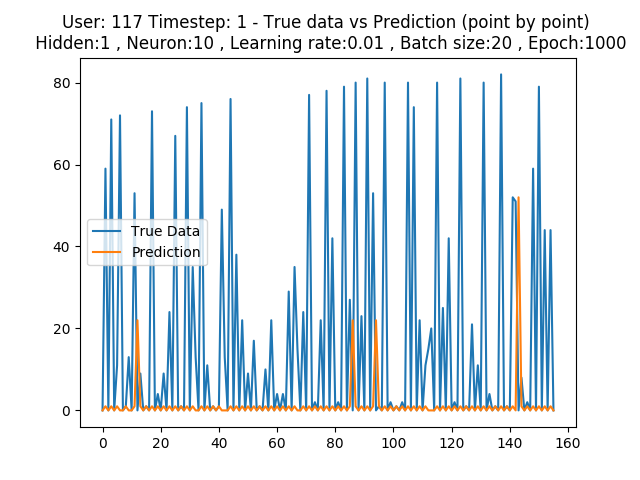 User: 117 Timestep: 1 - True data vs Prediction (point by point)
Hidden:1 , Neuron:10 , Learning rate:0.01 , Batch size:20 , Epoch:1000
80
60
40
20
0
True Data
Prediction
0 20 40 60 80 100 120 140 160